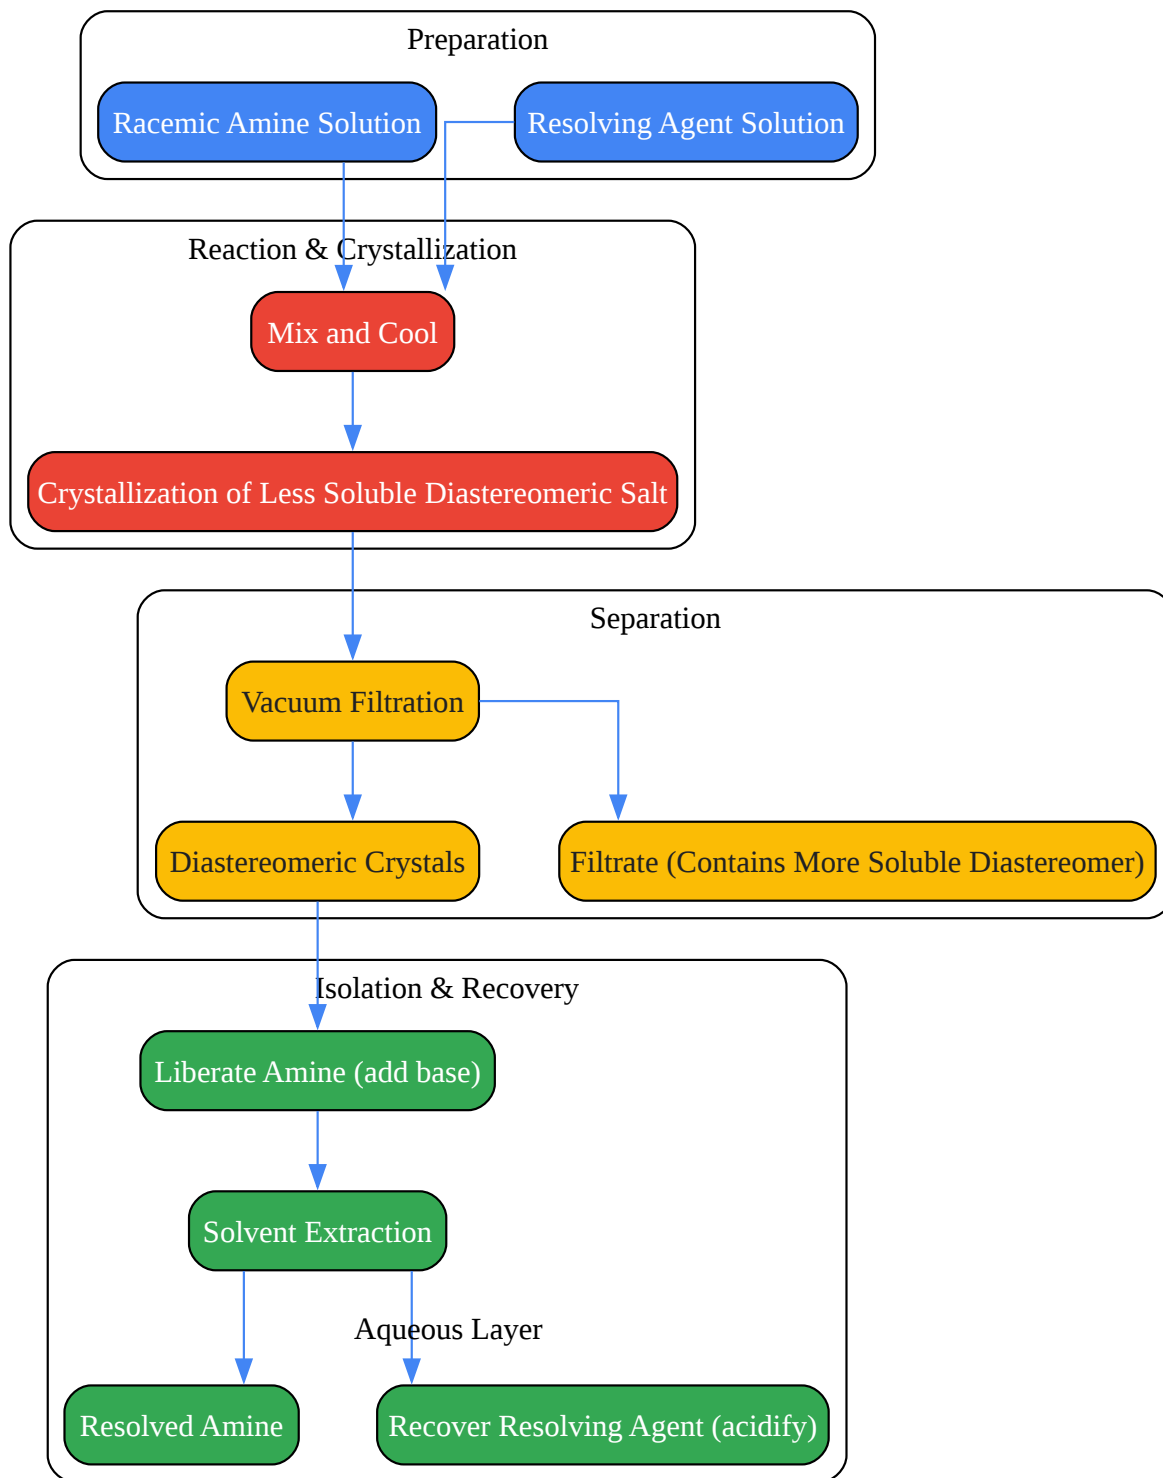 Preparation
Racemic Amine Solution
Resolving Agent Solution
Reaction & Crystallization
Mix and Cool
Crystallization of Less Soluble Diastereomeric Salt
Separation
Vacuum Filtration
Diastereomeric Crystals
Filtrate (Contains More Soluble Diastereomer)
Isolation & Recovery
Liberate Amine (add base)
Solvent Extraction
Aqueous Layer
Resolved Amine
Recover Resolving Agent (acidify)